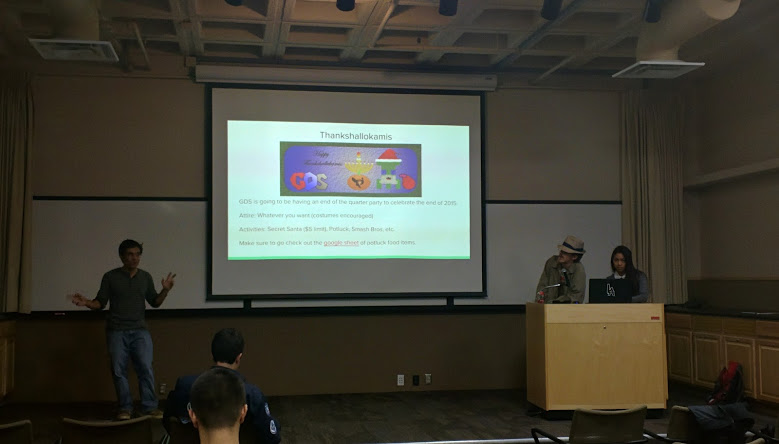 Thankshallokamis
Happy
Thankshallokamis
GDS
GDS is going to be having an end of the quarter party to celebrate the end of 2015
Attire: Whatever you want (costumes encouraged)
Activities: Secret Santa ($5 limit), Potluck, Smash Bros, etc.
Make sure to go check out the google sheet of potluck food items.